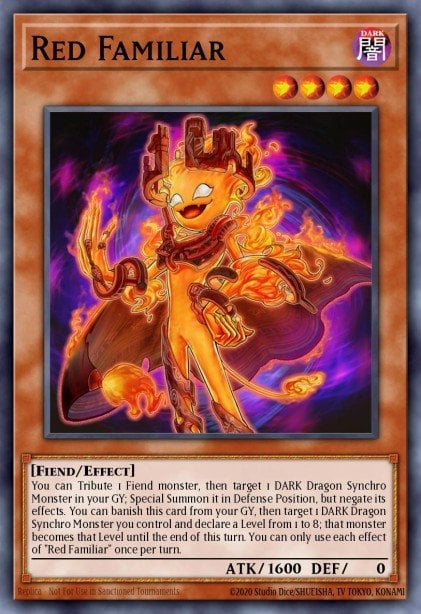 RED FAMILIAR
DARK
闇
[FIEND/EFFECT]
You can Tribute 1 Fiend monster, then target 1 DARK Dragon Synchro
Monster in your GY; Special Summon it in Defense Position, but negate its
effects. You can banish this card from your GY, then target 1 DARK Dragon
Synchro Monster you control and declare a Level from 1 to 8; that monster
becomes that Level until the end of this turn. You can only use each effect
of "Red Familiar" once per turn.
ATK/1600 DEF/ 0
Replica - Not For Use in Sanctioned Tournaments
©2020 Studio Dice/SHUEISHA, TV TOKYO, KONAMI